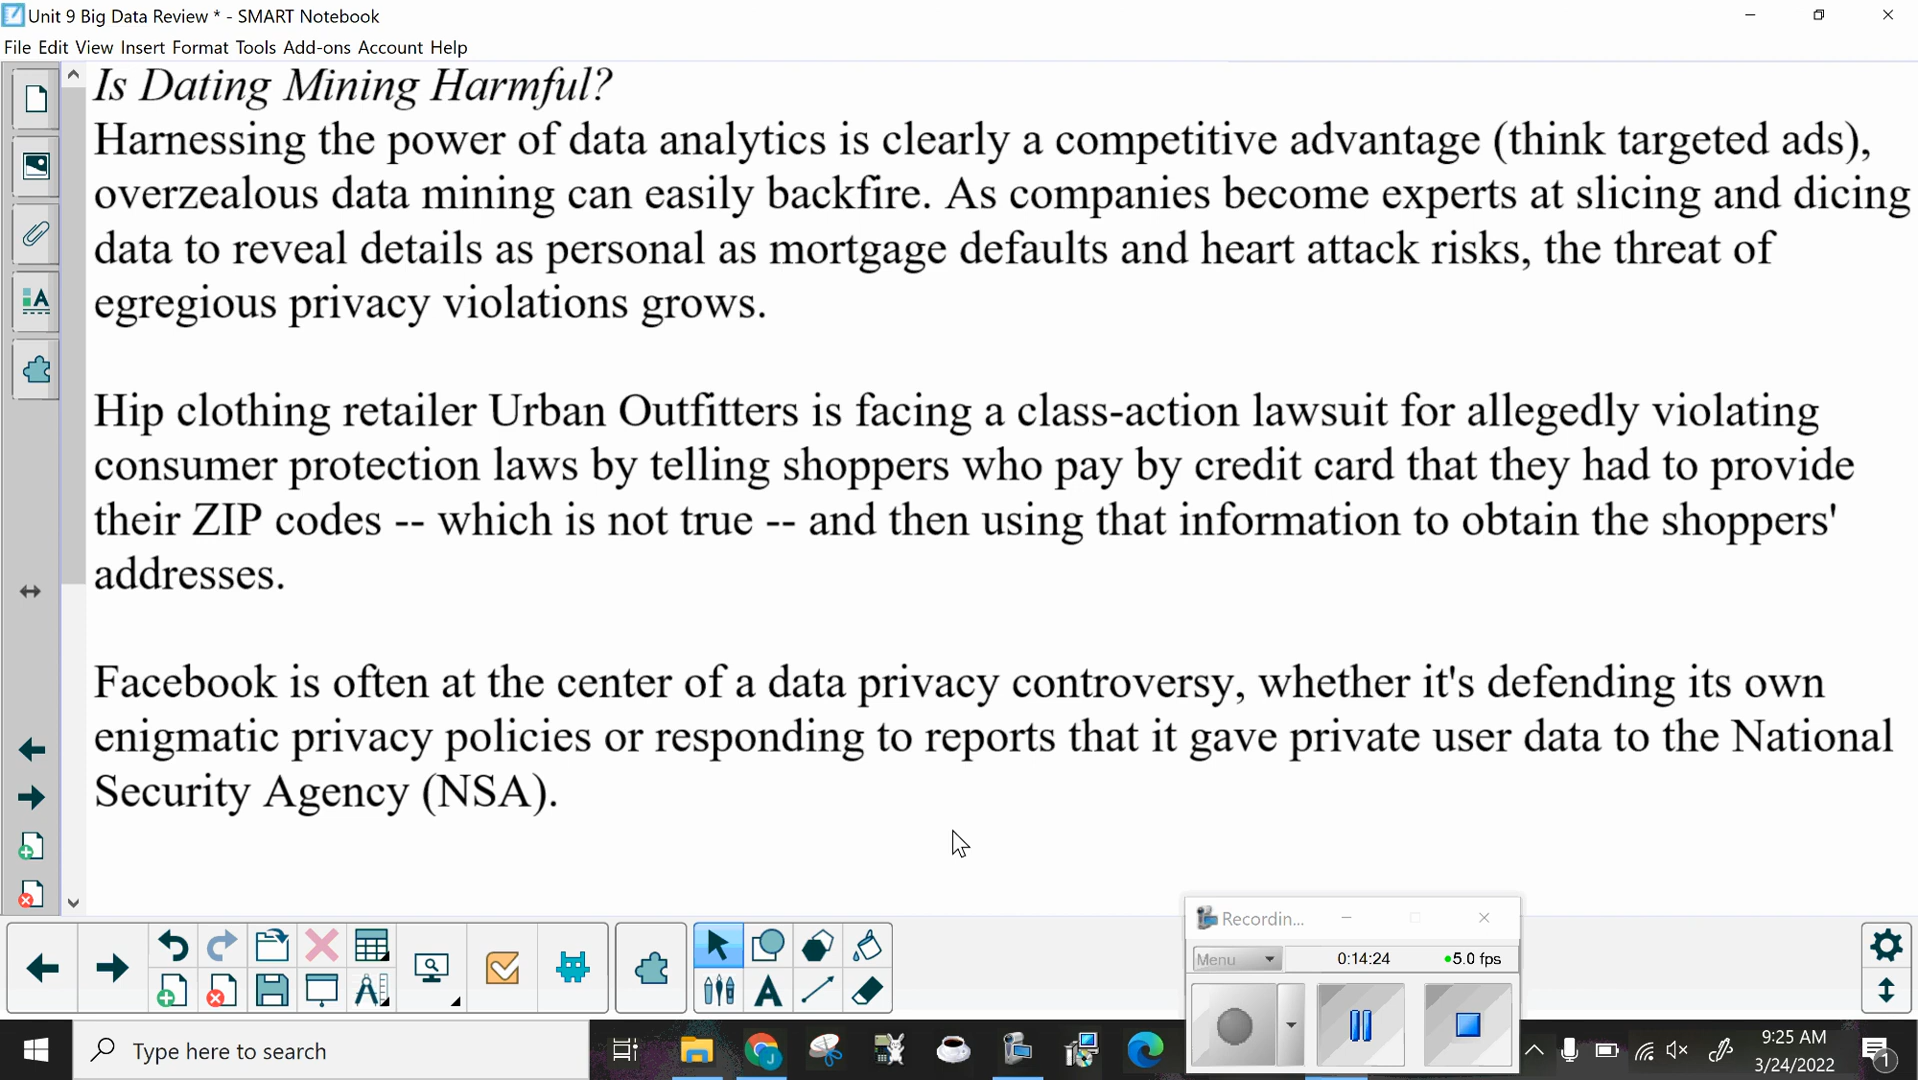 Unit 9 Big Data Review * - SMART Notebook
File Edit View Insert Format Tools Add-ons Account Help
Is Dating Mining Harmful?
Harnessing the power of data analytics is clearly a competitive advantage (think targeted ads),
overzealous data mining can easily backfire. As companies become experts at slicing and dicing
data to reveal details as personal as mortgage defaults and heart attack risks, the threat of
egregious privacy violations grows.
Hip clothing retailer Urban Outfitters is facing a class-action lawsuit for allegedly violating
consumer protection laws by telling shoppers who pay by credit card that they had to provide
their ZIP codes -- which is not true -- and then using that information to obtain the shoppers'
addresses.
Facebook is often at the center of a data privacy controversy, whether it's defending its own
enigmatic privacy policies or responding to reports that it gave private user data to the National
Security Agency (NSA).
Recordin...
Menu 0:14:24 5.0 fps
Type here to search
9:25 AM
3/24/2022
1